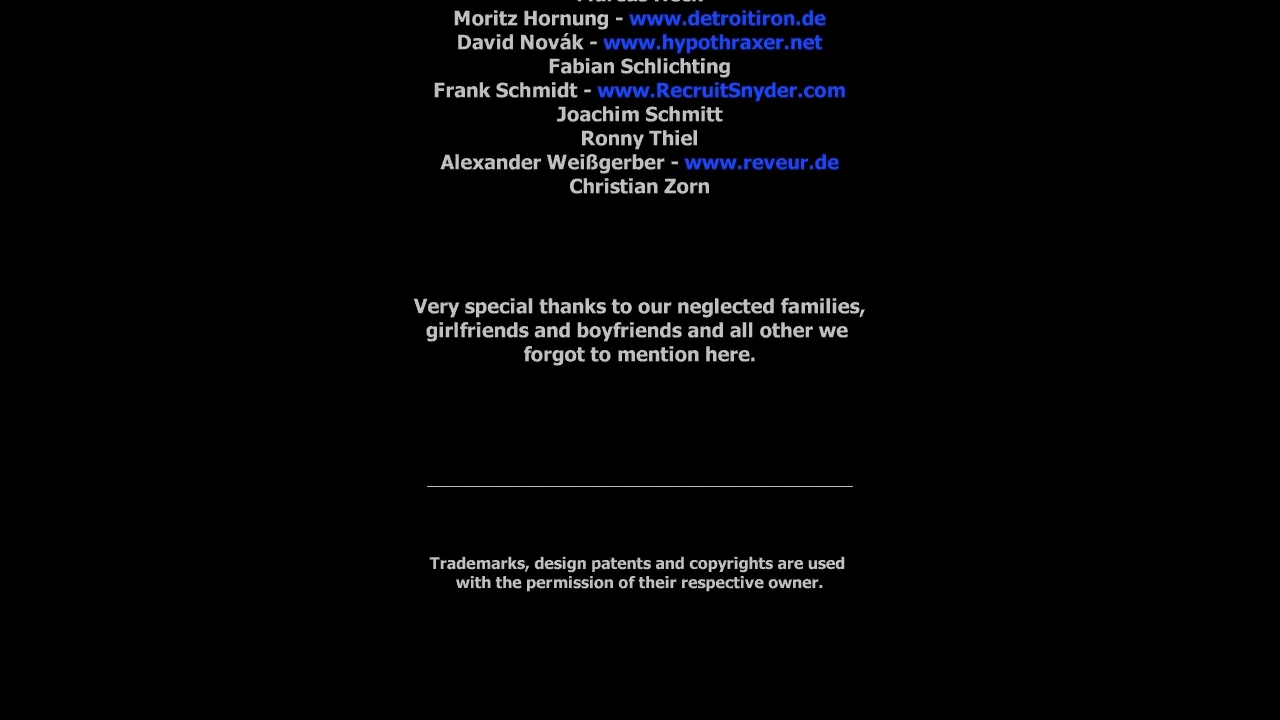 Moritz Hornung - www.detroitiron.de
David Novák - www.hypothraxer.net
Fabian Schlichting
Frank Schmidt - www.RecruitSnyder.com
Joachim Schmitt
Ronny Thiel
Alexander Weißgerber - www.reveur.de
Christian Zorn
Very special thanks to our neglected families,
girlfriends and boyfriends and all other we
forgot to mention here.
Trademarks, design patents and copyrights are used
with the permission of their respective owner.